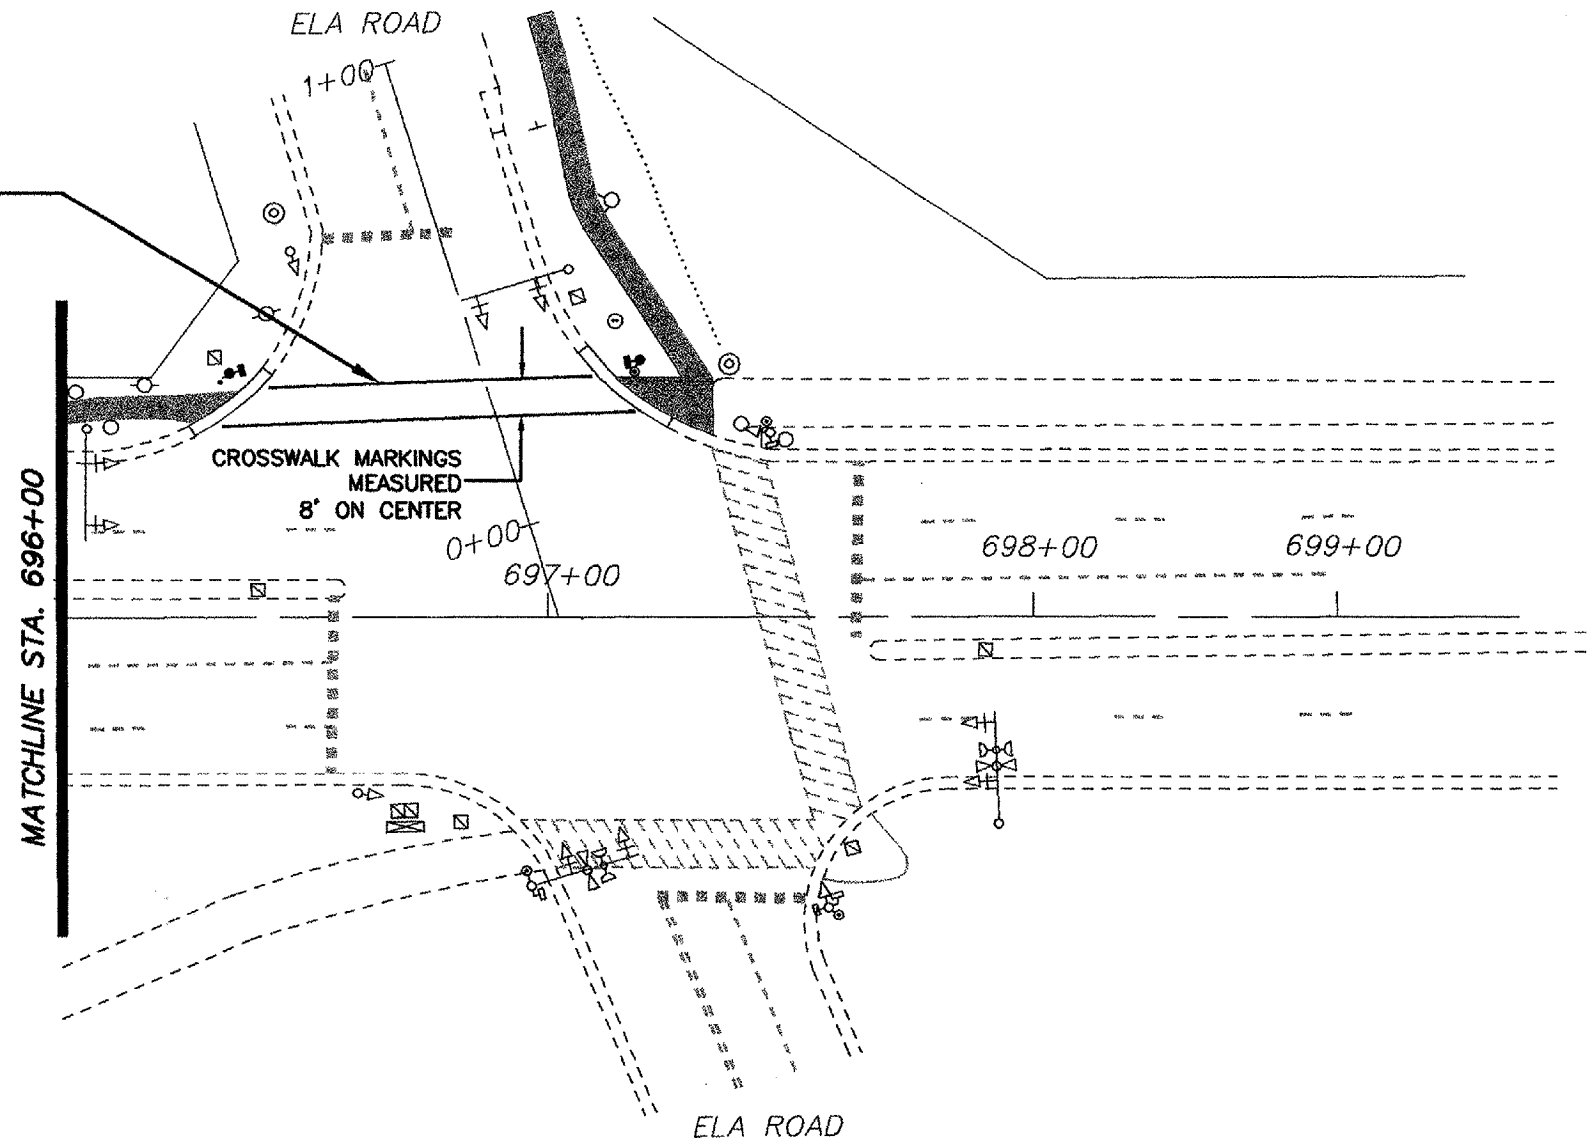 ELA ROAD
1+00
CROSSWALK MARKINGS
MEASURED
8' ON CENTER
MATCHLINE STA. 696+00
0+00
697+00
698+00
699+00
ELA ROAD